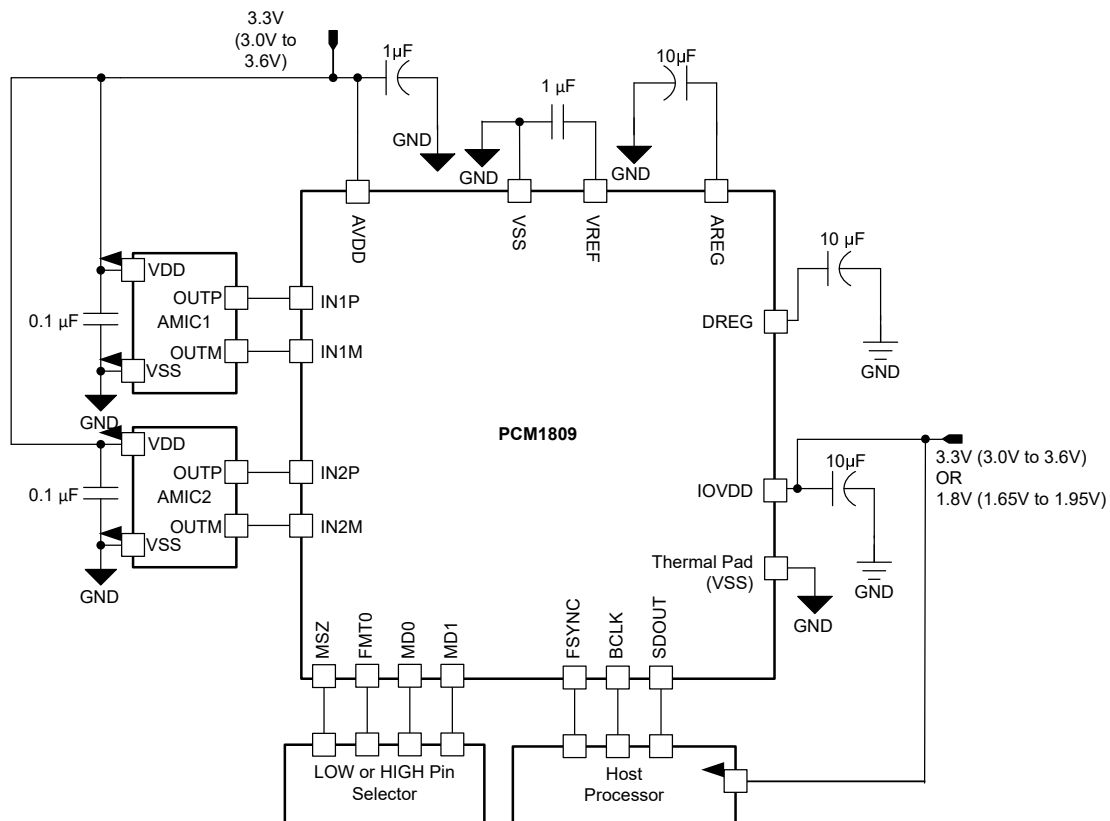 3.3V
(3.0V to
3.6V)
1µF
GND
1 µF
GND
10µF
GND
AVDD
VSS
VREF
AREG
10 µF
DREG
GND
VDD
OUTP
AMIC1
0.1 µF
OUTM
VSS
GND
IN1P
IN1M
PCM1809
VDD
OUTP
AMIC2
0.1 µF
OUTM
VSS
GND
IN2P
IN2M
IOVDD
10µF
GND
3.3V (3.0V to 3.6V)
OR
1.8V (1.65V to 1.95V)
Thermal Pad
(VSS)
GND
MSZ
FMT0
MD0
MD1
FSYNC
BCLK
SDOUT
LOW or HIGH Pin
Selector
Host
Processor